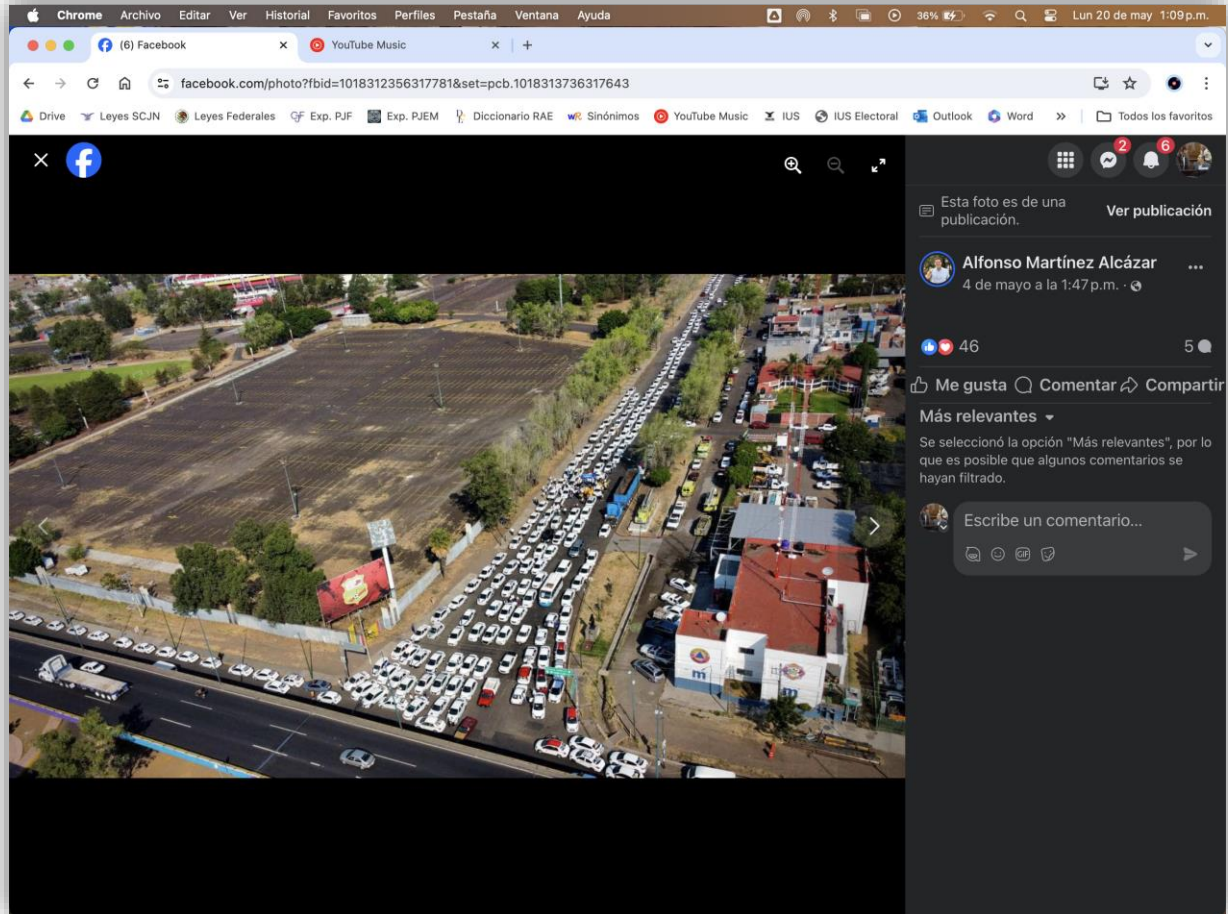 Chrome Archivo Editar Ver Historial Favoritos Perfiles Pestaña Ventana Ayuda 36% Lun 20 de may 1:09 p.m.
(6) Facebook YouTube Music
facebook.com/photo?fbid=1018312356317781&set=pcb.1018313736317643
Drive Leyes SCJN Leyes Federales Exp. PJF Exp. PJEM Diccionario RAE Sinónimos YouTube Music IUS IUS Electoral Outlook Word Todos los favoritos
2 6
Esta foto es de una
publicación.
Ver publicación
Alfonso Martínez Alcázar
4 de mayo a la 1:47 p.m.
46 5
Me gusta Comentar Compartir
Más relevantes
Se seleccionó la opción "Más relevantes", por lo
que es posible que algunos comentarios se
hayan filtrado.
Escribe un comentario...
GIF
m
m